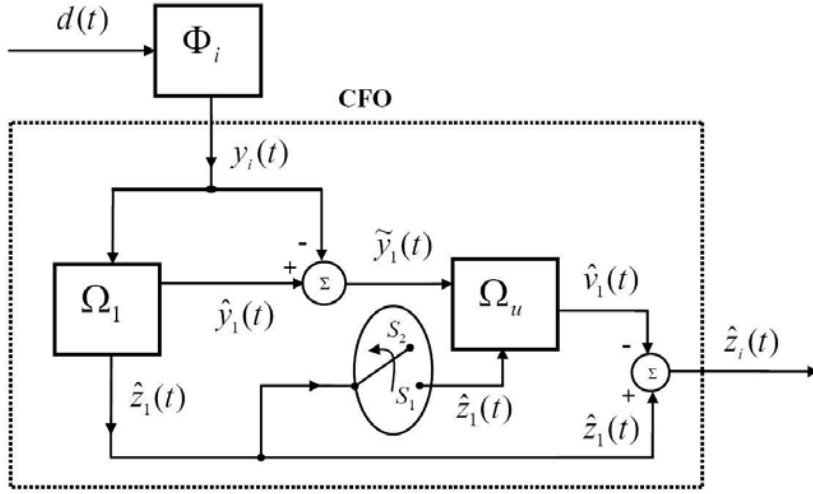 d(t)
Φ_i
CFO
y_i(t)
-
ỹ_1(t)
Ω_1
+
Σ
Ω_u
v̂_1(t)
ŷ_1(t)
S_2
-
ẑ_i(t)
Σ
ẑ_1(t)
S_1
ẑ_1(t)
+
ẑ_1(t)